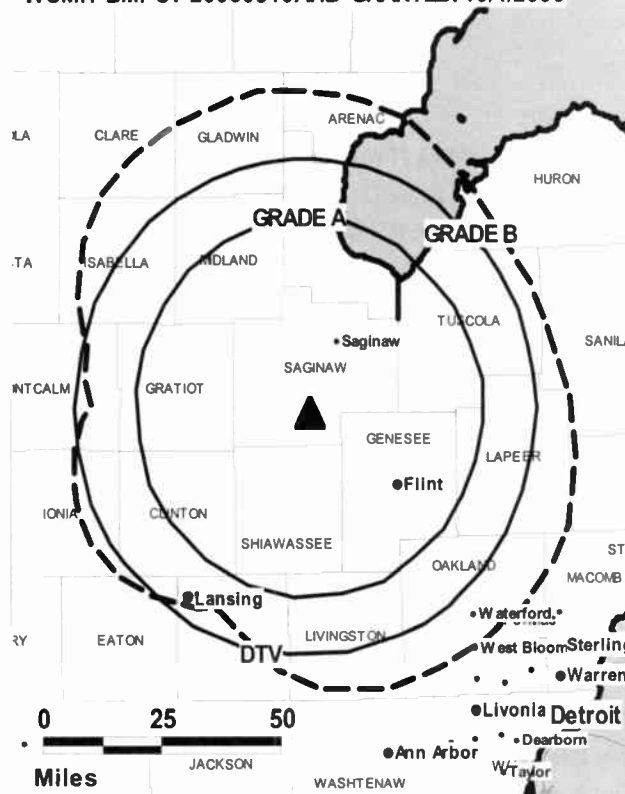 ARENAC
CLARE
GLADWIN
HURON
GRADE A
GRADE B
ISABELLA
MIDLAND
TUSCOLA
Saginaw
SAGINAW
GRATIOT
GENESEE
LAPEER
Flint
IONIA
CLINTON
SHIAWASSEE
OAKLAND
MACOMB
Lansing
Waterford
EATON
LIVINGSTON
West Bloom
Sterling
DTV
Warren
0 25 50
Livonia
Detroit
Dearborn
Ann Arbor
Miles
JACKSON
Taylor
WASHTENAW